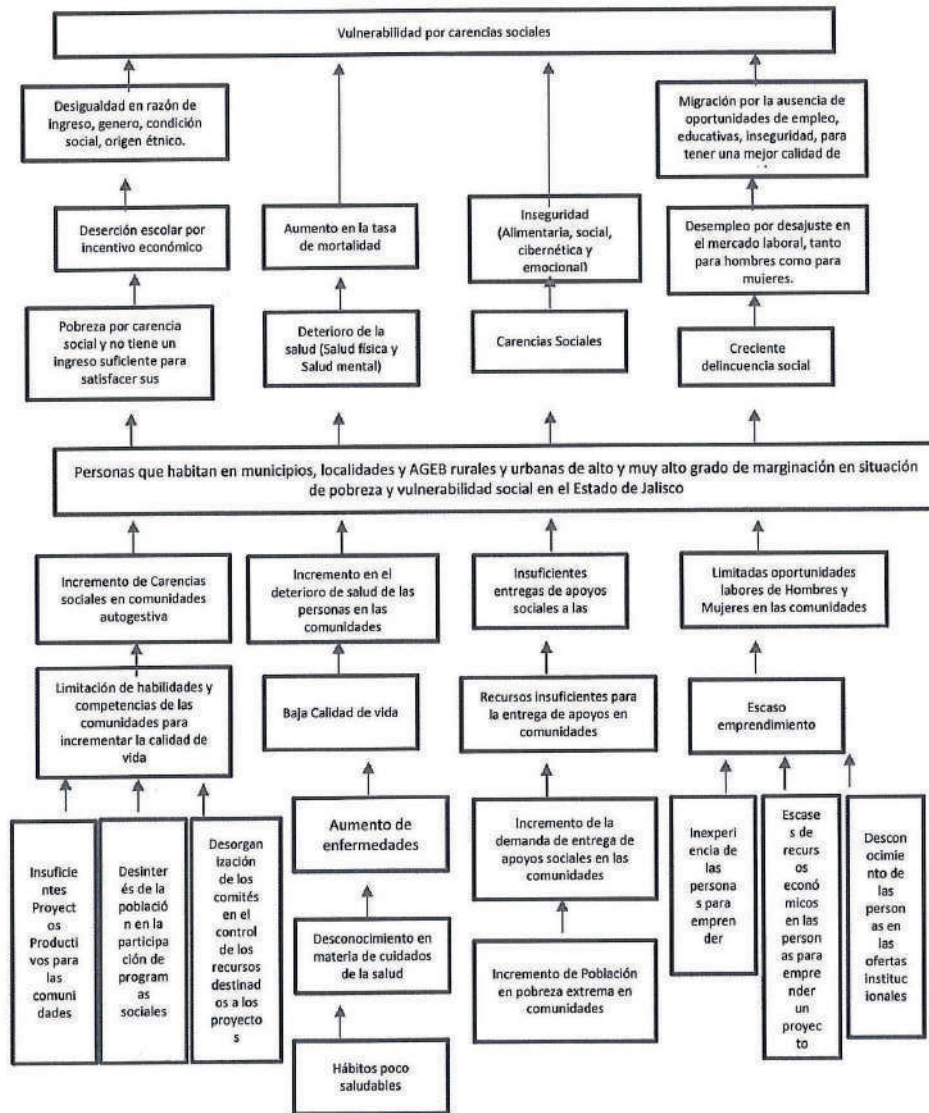 Vulnerabilidad por carencias sociales
Desigualdad en razón de
ingreso, genero, condición
social, origen étnico.
Migración por la ausencia de
oportunidades de empleo,
educativas, inseguridad, para
tener una mejor calidad de
Deserción escolar por
incentivo económico
Aumento en la tasa
de mortalidad
Inseguridad
(Alimentaria, social,
cibernética y
emocional)
Desempleo por desajuste en
el mercado laboral, tanto
para hombres como para
mujeres.
Pobreza por carencia
social y no tiene un
ingreso suficiente para
satisfacer sus
Deterioro de la
salud (Salud física y
Salud mental)
Carencias Sociales
Creciente
delincuencia social
Personas que habitan en municipios, localidades y AGEB rurales y urbanas de alto y muy alto grado de marginación en situación
de pobreza y vulnerabilidad social en el Estado de Jalisco
Incremento de Carencias
sociales en comunidades
autogestiva
Incremento en el
deterioro de salud de las
personas en las
comunidades
Insuficientes
entregas de apoyos
sociales a las
Limitadas oportunidades
labores de Hombres y
Mujeres en las comunidades
Limitación de habilidades y
competencias de las
comunidades para
incrementar la calidad de
vida
Baja Calidad de vida
Recursos insuficientes para
la entrega de apoyos en
comunidades
Escaso
emprendimiento
Insuficie
ntes
Proyect
os
Producti
vos para
las
comuni
dades
Desinter
és de la
població
n en la
particip
ación de
program
as
sociales
Desorga
nización
de los
comités
en el
control
de los
recursos
destinad
os a los
proyecto
s
Aumento de
enfermedades
Desconocimiento en
materia de cuidados
de la salud
Hábitos poco
saludables
Incremento de la
demanda de entrega de
apoyos sociales en las
comunidades
Incremento de Población
en pobreza extrema en
comunidades
Inexpe
riencia
de las
persona
s para
empren
der
Escase
s de
recurs
os
econó
micos
en las
person
as para
empre
nder
un
proyec
to
Descon
ocimie
nto de
las
person
as en
las
ofertas
instituc
ionales